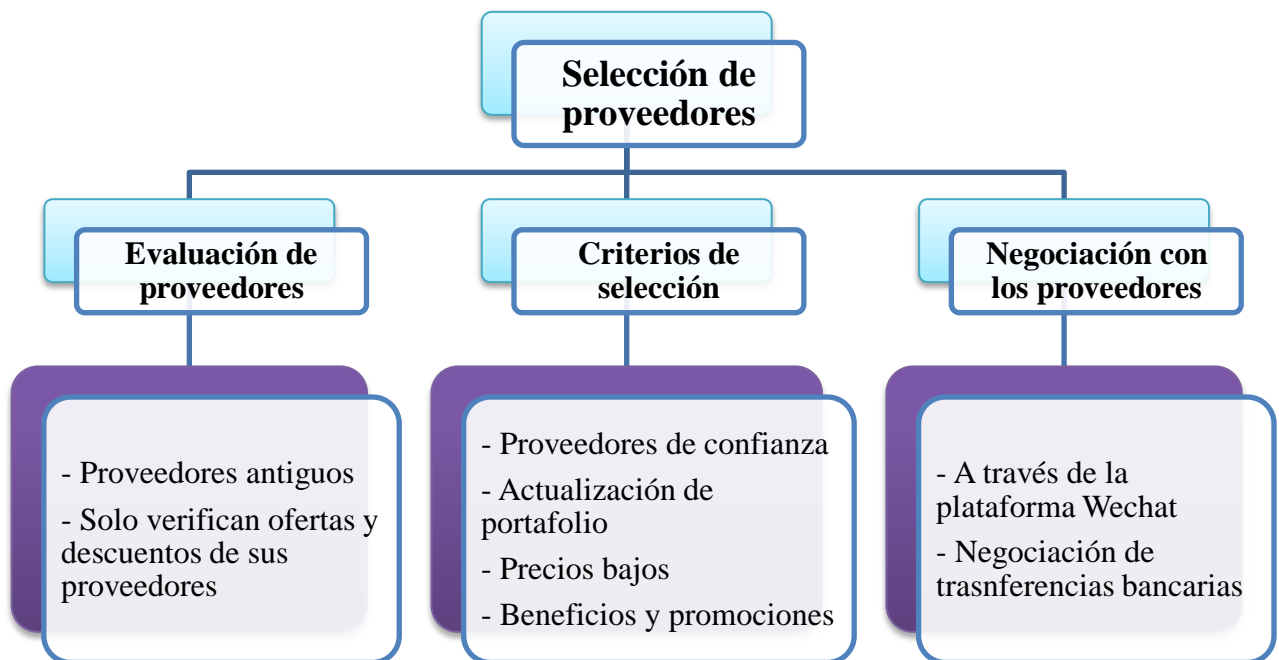 Selección de
proveedores
Evaluación de
proveedores
Criterios de
selección
Negociación con
los proveedores
- Proveedores antiguos
- Solo verifican ofertas y
descuentos de sus
proveedores
- Proveedores de confianza
- Actualización de
portafolio
- Precios bajos
- Beneficios y promociones
- A través de la
plataforma Wechat
- Negociación de
trasnferencias bancarias